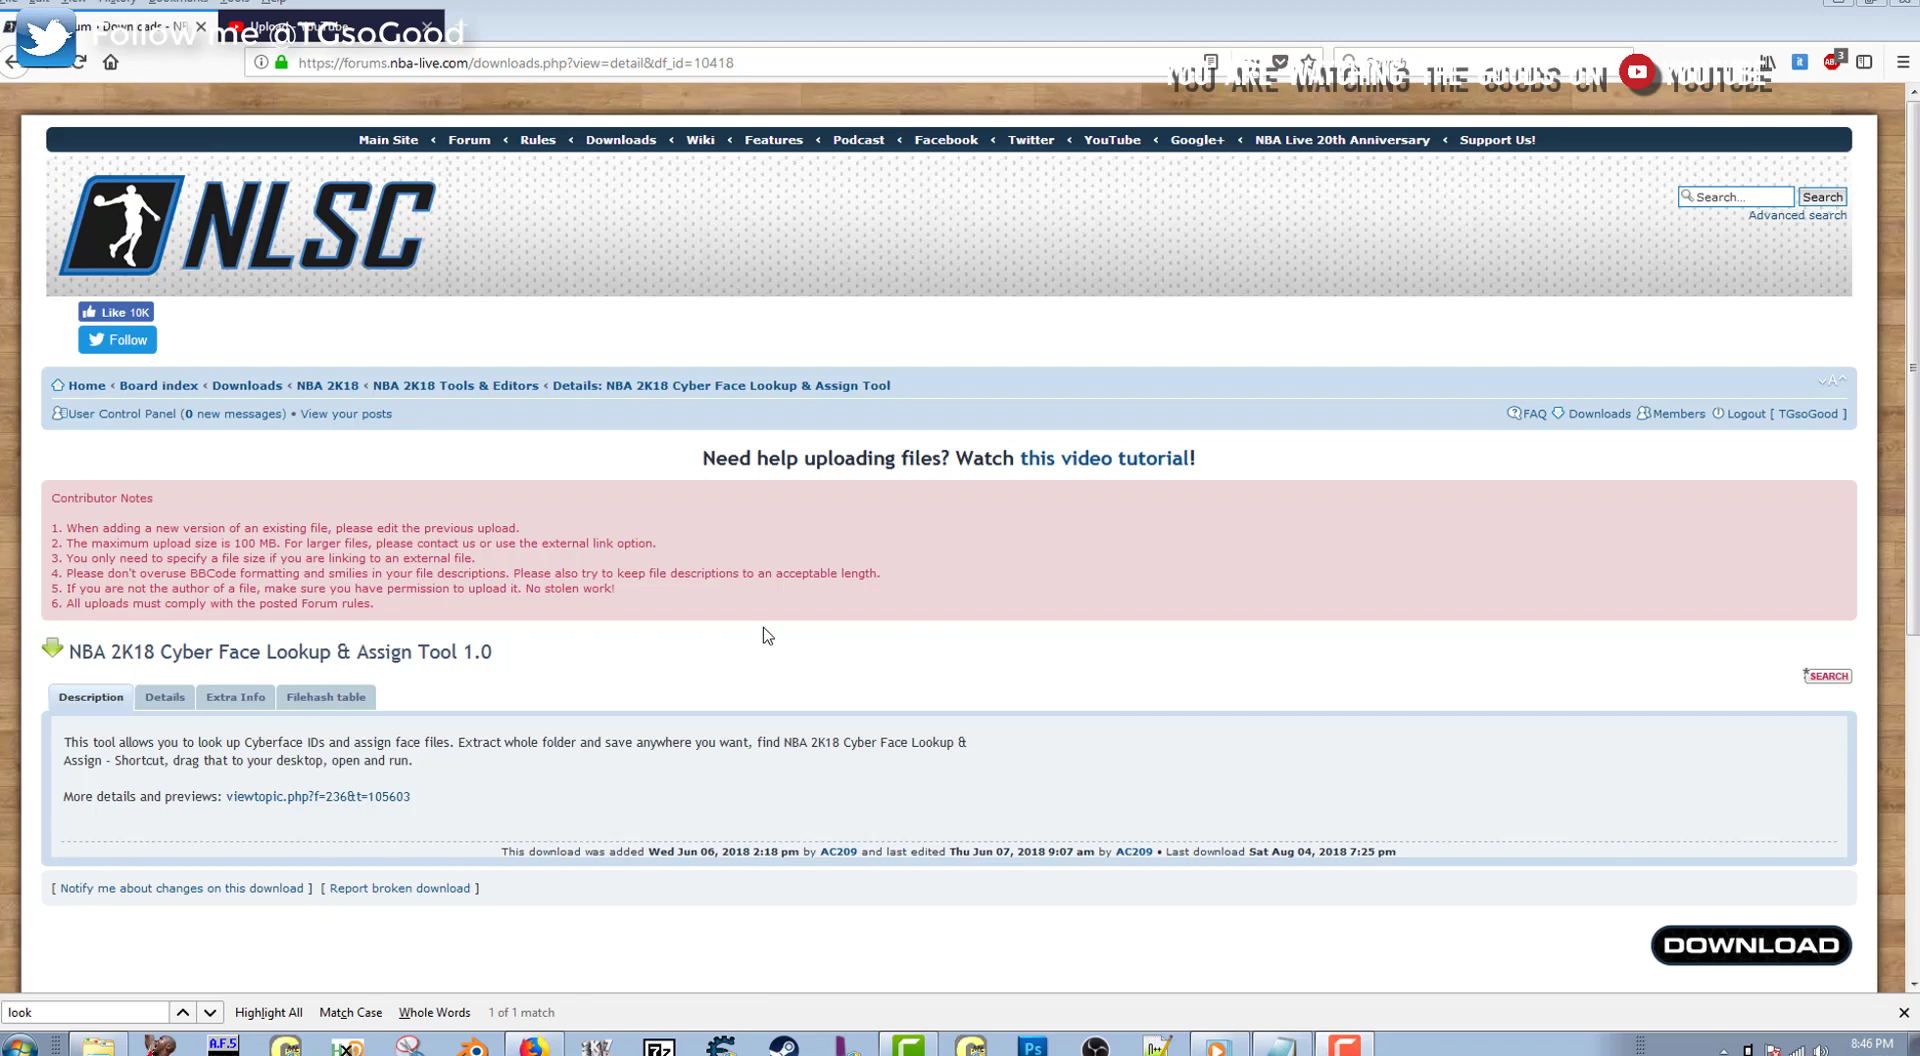 Follow me @TGsoGood
Upload - YouTube
https://forums.nba-live.com/downloads.php?view=detail&df_id=10418
YOU ARE WATCHING THE GOODS ON YOUTUBE
Main Site ‹ Forum ‹ Rules ‹ Downloads ‹ Wiki ‹ Features ‹ Podcast ‹ Facebook ‹ Twitter ‹ YouTube ‹ Google+ ‹ NBA Live 20th Anniversary ‹ Support Us!
NLSC
Search... Search
Advanced search
Like 10K
Follow
Home ‹ Board index ‹ Downloads ‹ NBA 2K18 ‹ NBA 2K18 Tools & Editors ‹ Details: NBA 2K18 Cyber Face Lookup & Assign Tool
User Control Panel (0 new messages) • View your posts
FAQ Downloads Members Logout [ TGsoGood ]
Need help uploading files? Watch this video tutorial!
Contributor Notes
1. When adding a new version of an existing file, please edit the previous upload.
2. The maximum upload size is 100 MB. For larger files, please contact us or use the external link option.
3. You only need to specify a file size if you are linking to an external file.
4. Please don't overuse BBCode formatting and smilies in your file descriptions. Please also try to keep file descriptions to an acceptable length.
5. If you are not the author of a file, make sure you have permission to upload it. No stolen work!
6. All uploads must comply with the posted Forum rules.
NBA 2K18 Cyber Face Lookup & Assign Tool 1.0
*SEARCH
Description Details Extra Info Filehash table
This tool allows you to look up Cyberface IDs and assign face files. Extract whole folder and save anywhere you want, find NBA 2K18 Cyber Face Lookup &
Assign - Shortcut, drag that to your desktop, open and run.
More details and previews: viewtopic.php?f=236&t=105603
This download was added Wed Jun 06, 2018 2:18 pm by AC209 and last edited Thu Jun 07, 2018 9:07 am by AC209 • Last download Sat Aug 04, 2018 7:25 pm
[ Notify me about changes on this download ] [ Report broken download ]
DOWNLOAD
look Highlight All Match Case Whole Words 1 of 1 match
A.F.5
7z
Ps
8:46 PM